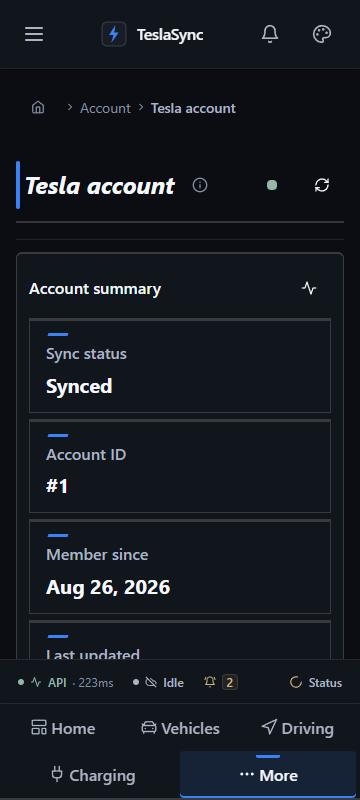 TeslaSync
Account
Tesla account
Tesla account
Account summary
Sync status
Synced
Account ID
#1
Member since
Aug 26, 2026
Last updated
API · 223ms
Idle
2
Status
Home
Vehicles
Driving
Charging
More